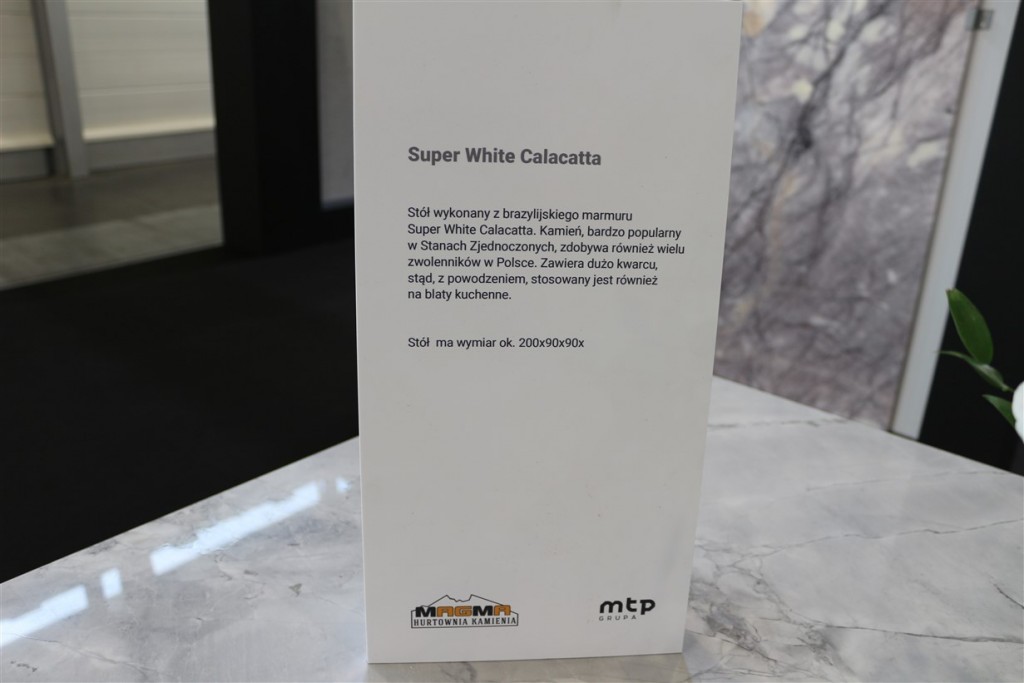 Super White Calacatta
Stół wykonany z brazylijskiego marmuru
Super White Calacatta. Kamień, bardzo popularny
w Stanach Zjednoczonych, zdobywa również wielu
zwolenników w Polsce. Zawiera dużo kwarcu,
stąd, z powodzeniem, stosowany jest również
na blaty kuchenne.
Stół  ma wymiar ok. 200x90x90x
MAGMA
HURTOWNIA KAMIENIA
mtp
GRUPA